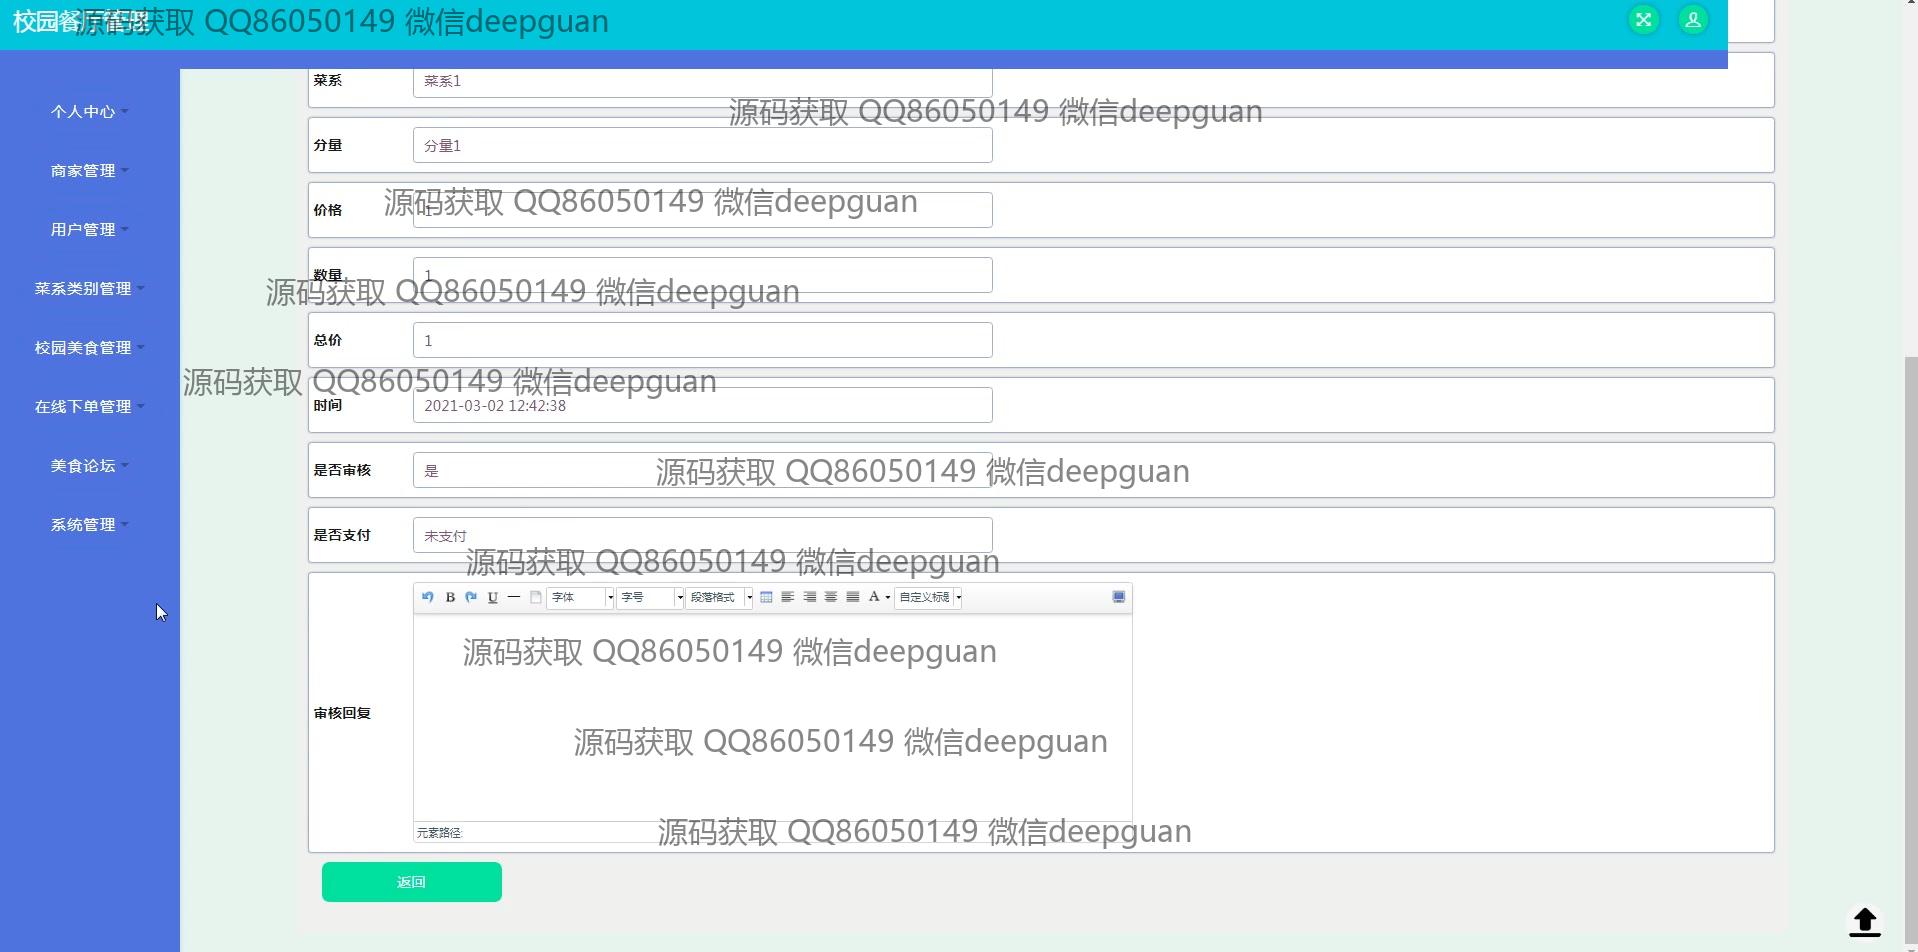 校园餐厅管理
源码获取 QQ86050149 微信deepguan
个人中心
商家管理
用户管理
菜系类别管理
校园美食管理
在线下单管理
美食论坛
系统管理
菜系
菜系1
源码获取 QQ86050149 微信deepguan
分量
分量1
价格
1
源码获取 QQ86050149 微信deepguan
数量
1
源码获取 QQ86050149 微信deepguan
总价
1
源码获取 QQ86050149 微信deepguan
时间
2021-03-02 12:42:38
是否审核
是
源码获取 QQ86050149 微信deepguan
是否支付
未支付
源码获取 QQ86050149 微信deepguan
B U 字体 字号 段落格式 A 自定义标题
源码获取 QQ86050149 微信deepguan
审核回复
源码获取 QQ86050149 微信deepguan
元素路径:
源码获取 QQ86050149 微信deepguan
返回